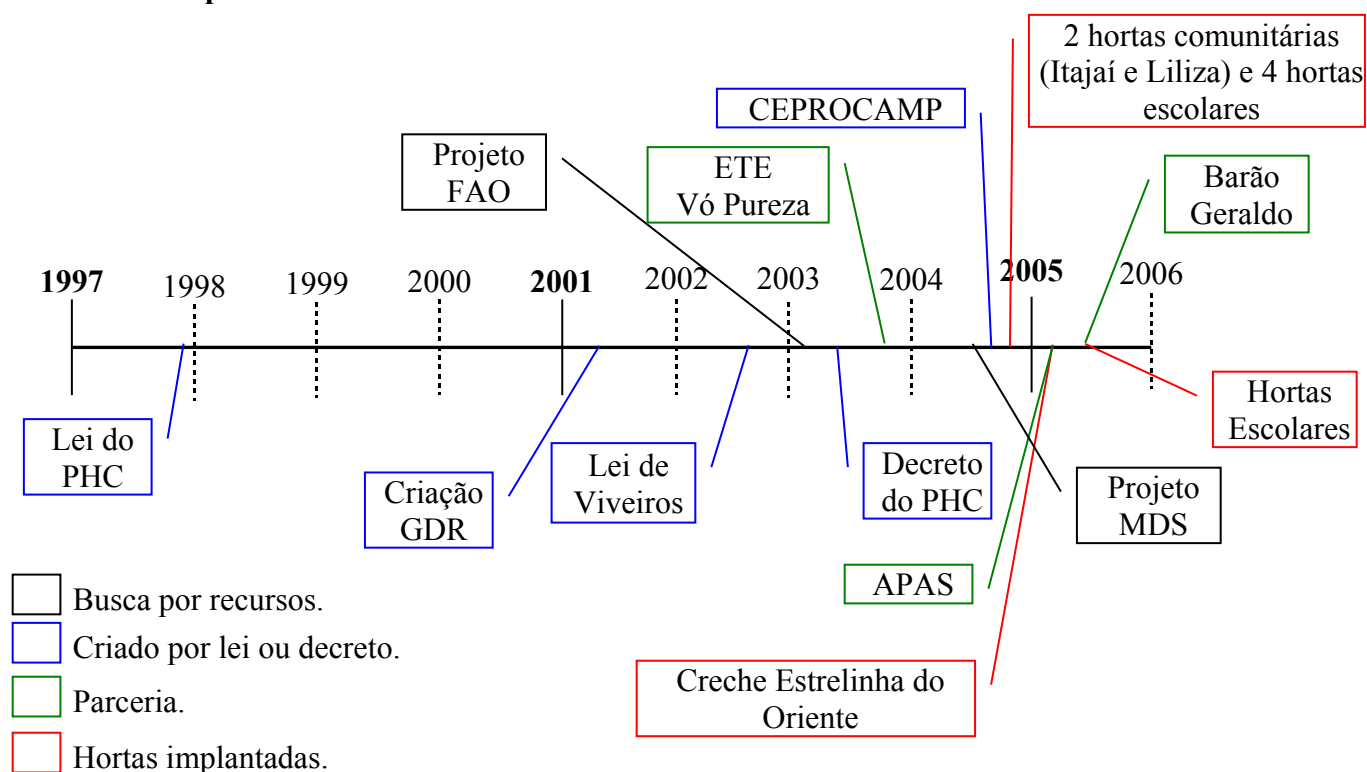 2 hortas comunitárias
(Itajaí e Liliza) e 4 hortas
escolares
CEPROCAMP
Projeto
FAO
ETE
Vó Pureza
Barão
Geraldo
1997
1998
1999
2000
2001
2002
2003
2004
2005
2006
Lei do
PHC
Criação
GDR
Lei de
Viveiros
Decreto
do PHC
Projeto
MDS
Hortas
Escolares
APAS
Creche Estrelinha do
Oriente
Busca por recursos.
Criado por lei ou decreto.
Parceria.
Hortas implantadas.